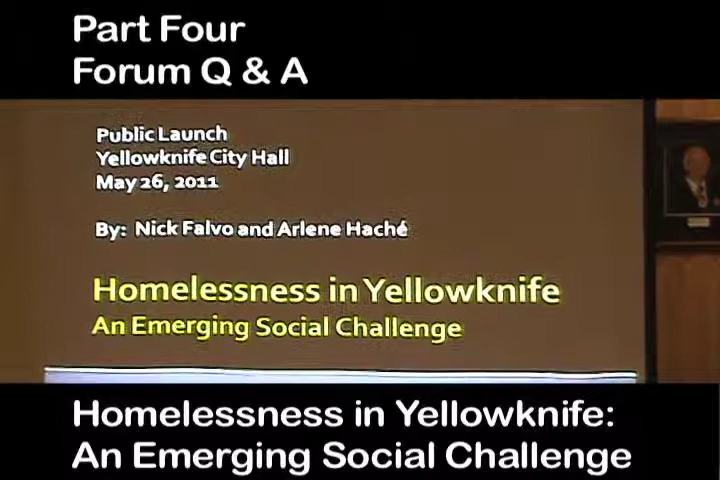 Part Four
Forum Q & A
Public Launch
Yellowknife City Hall
May 26, 2011
By: Nick Falvo and Arlene Haché
Homelessness in Yellowknife
An Emerging Social Challenge
Homelessness in Yellowknife:
An Emerging Social Challenge